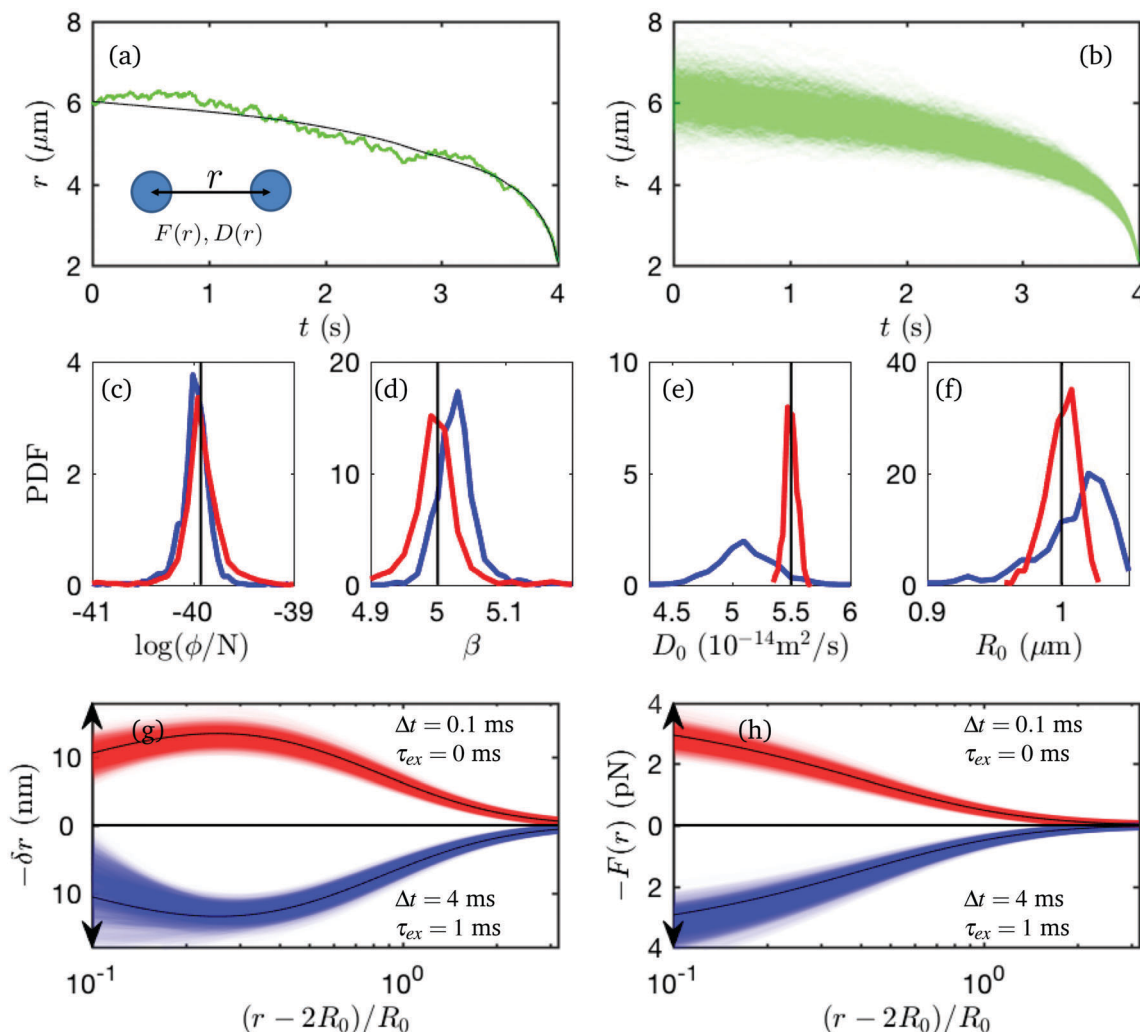 8
6
4
2
r (μm)
(a)
r
F(r), D(r)
0 1 2 3 4
t (s)
8
6
4
2
r (μm)
(b)
0 1 2 3 4
t (s)
PDF
4
2
0
(c)
-41 -40 -39
log(ϕ/N)
20
10
0
(d)
4.9 5 5.1
β
10
5
0
(e)
4.5 5 5.5 6
D₀ (10⁻¹⁴m²/s)
40
20
0
(f)
0.9 1
R₀ (μm)
−δr (nm)
10
0
10
(g)
Δt = 0.1 ms
τₑₓ = 0 ms
Δt = 4 ms
τₑₓ = 1 ms
10⁻¹ 10⁰
(r − 2R₀)/R₀
−F(r) (pN)
4
2
0
2
4
(h)
Δt = 0.1 ms
τₑₓ = 0 ms
Δt = 4 ms
τₑₓ = 1 ms
10⁻¹ 10⁰
(r − 2R₀)/R₀